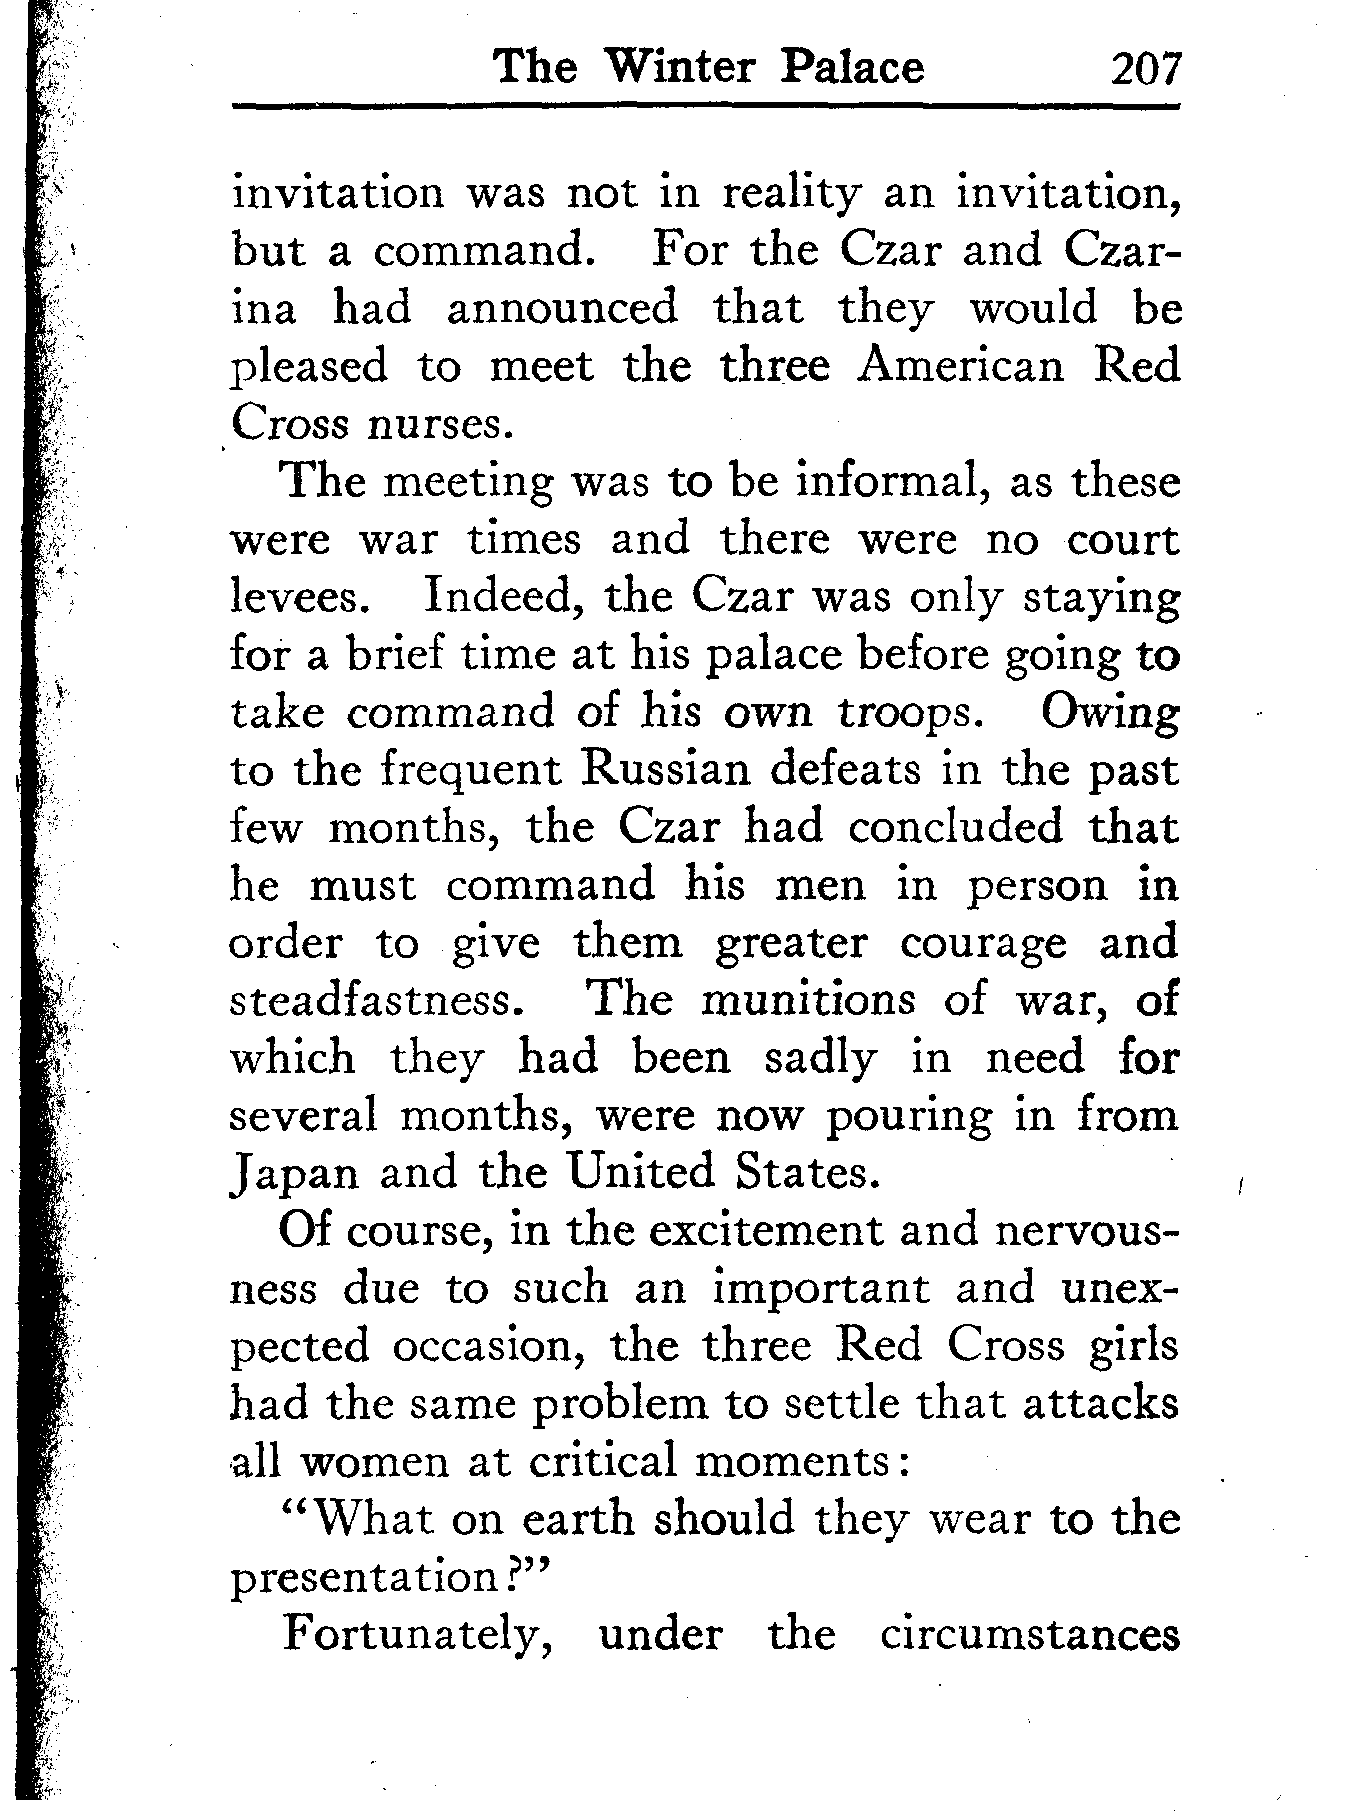 The Winter Palace 207
invitation was not in reality an invitation,
but a command. For the Czar and Czar-
ina had announced that they would be
pleased to meet the three American Red
Cross nurses.
The meeting was to be informal, as these
were war times and there were no court
levees. Indeed, the Czar was only staying
for a brief time at his palace before going to
take command of his own troops. Owing
to the frequent Russian defeats in the past
few months, the Czar had concluded that
he must command his men in person in
order to give them greater courage and
steadfastness. The munitions of war, of
which they had been sadly in need for
several months, were now pouring in from
Japan and the United States.
Of course, in the excitement and nervous-
ness due to such an important and unex-
pected occasion, the three Red Cross girls
had the same problem to settle that attacks
all women at critical moments:
“What on earth should they wear to the
presentation?”
Fortunately, under the circumstances